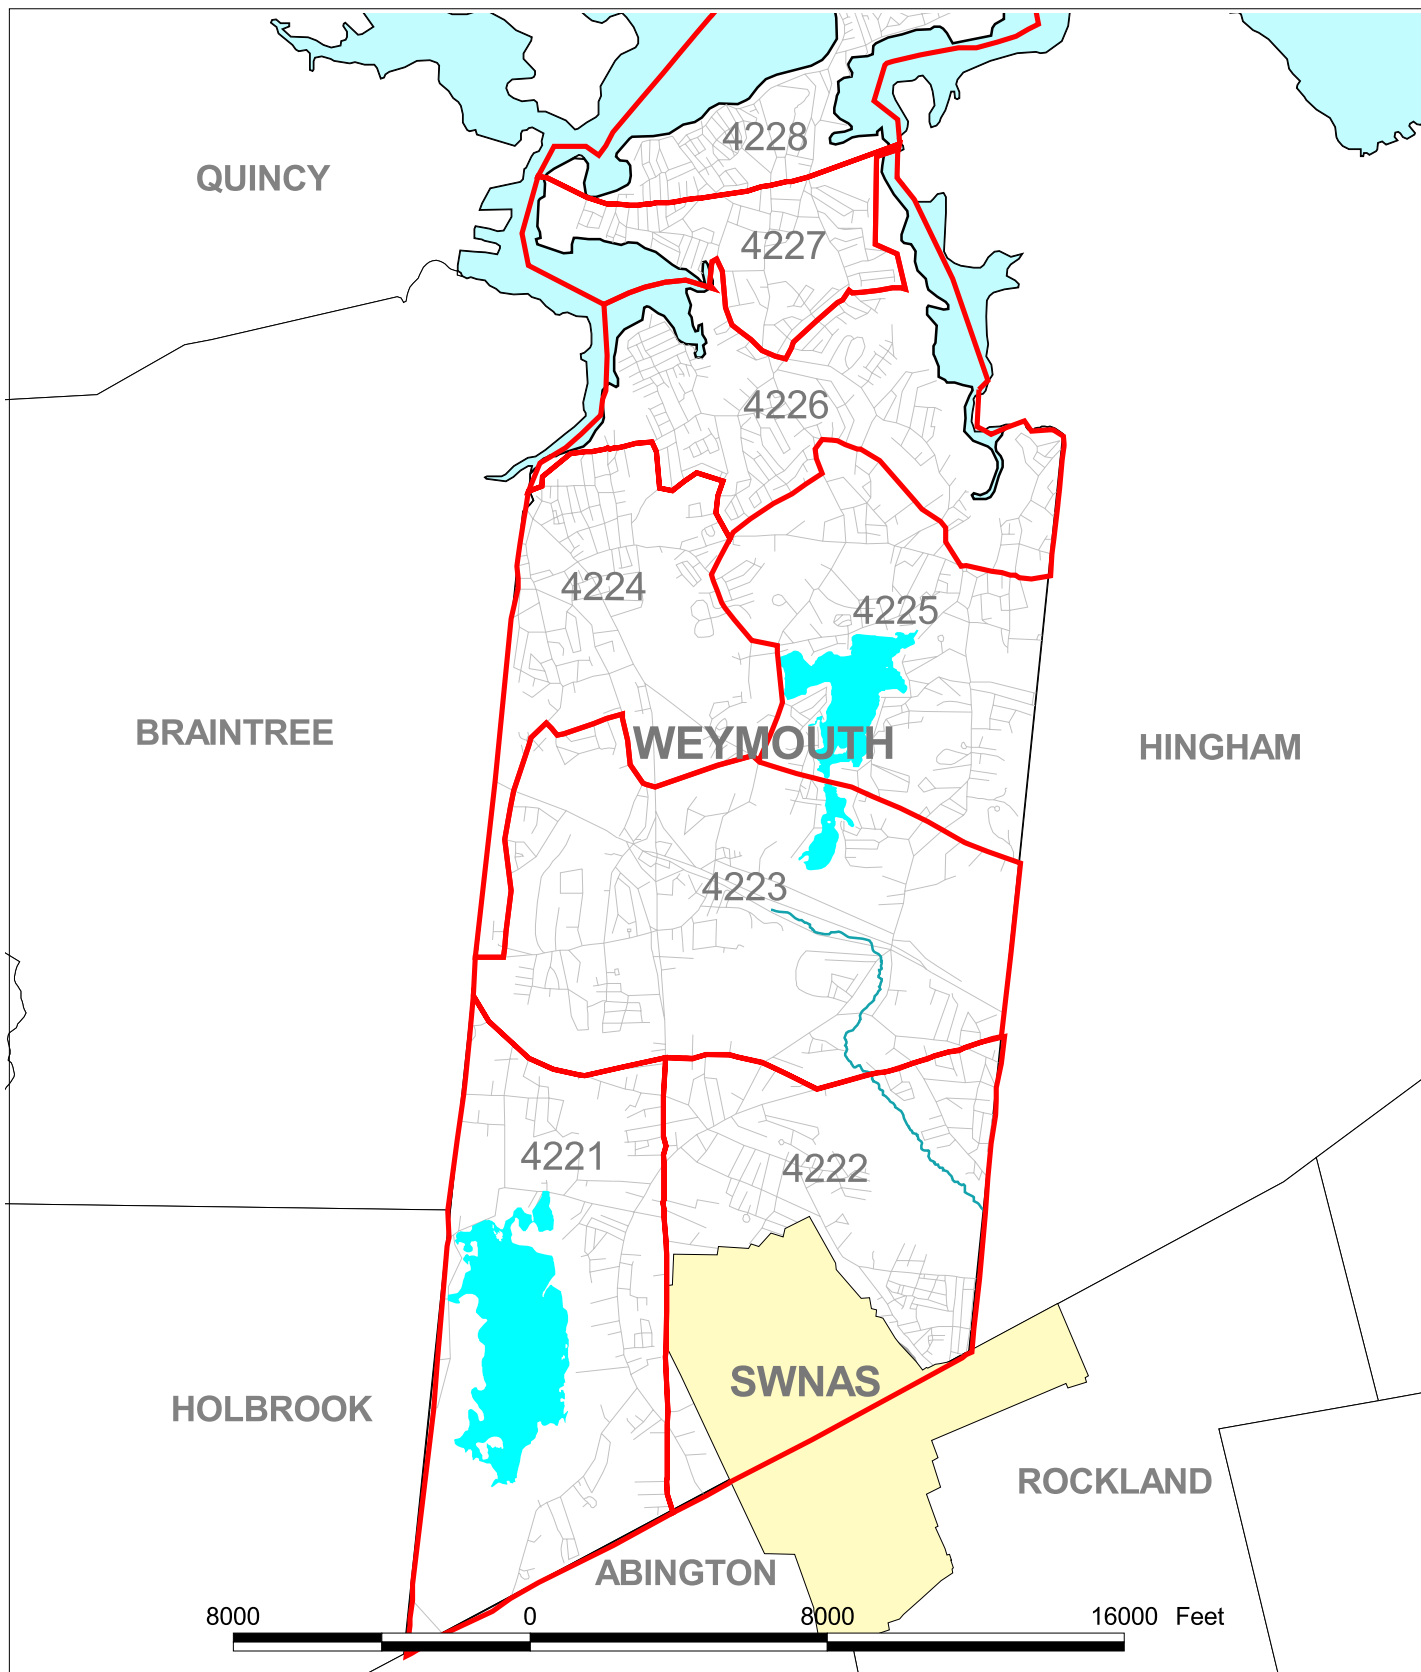 4228
QUINCY
4227
4226
4224
4225
BRAINTREE
WEYMOUTH
HINGHAM
4223
4221
4222
SWNAS
HOLBROOK
ROCKLAND
ABINGTON
8000 0 8000 16000 Feet